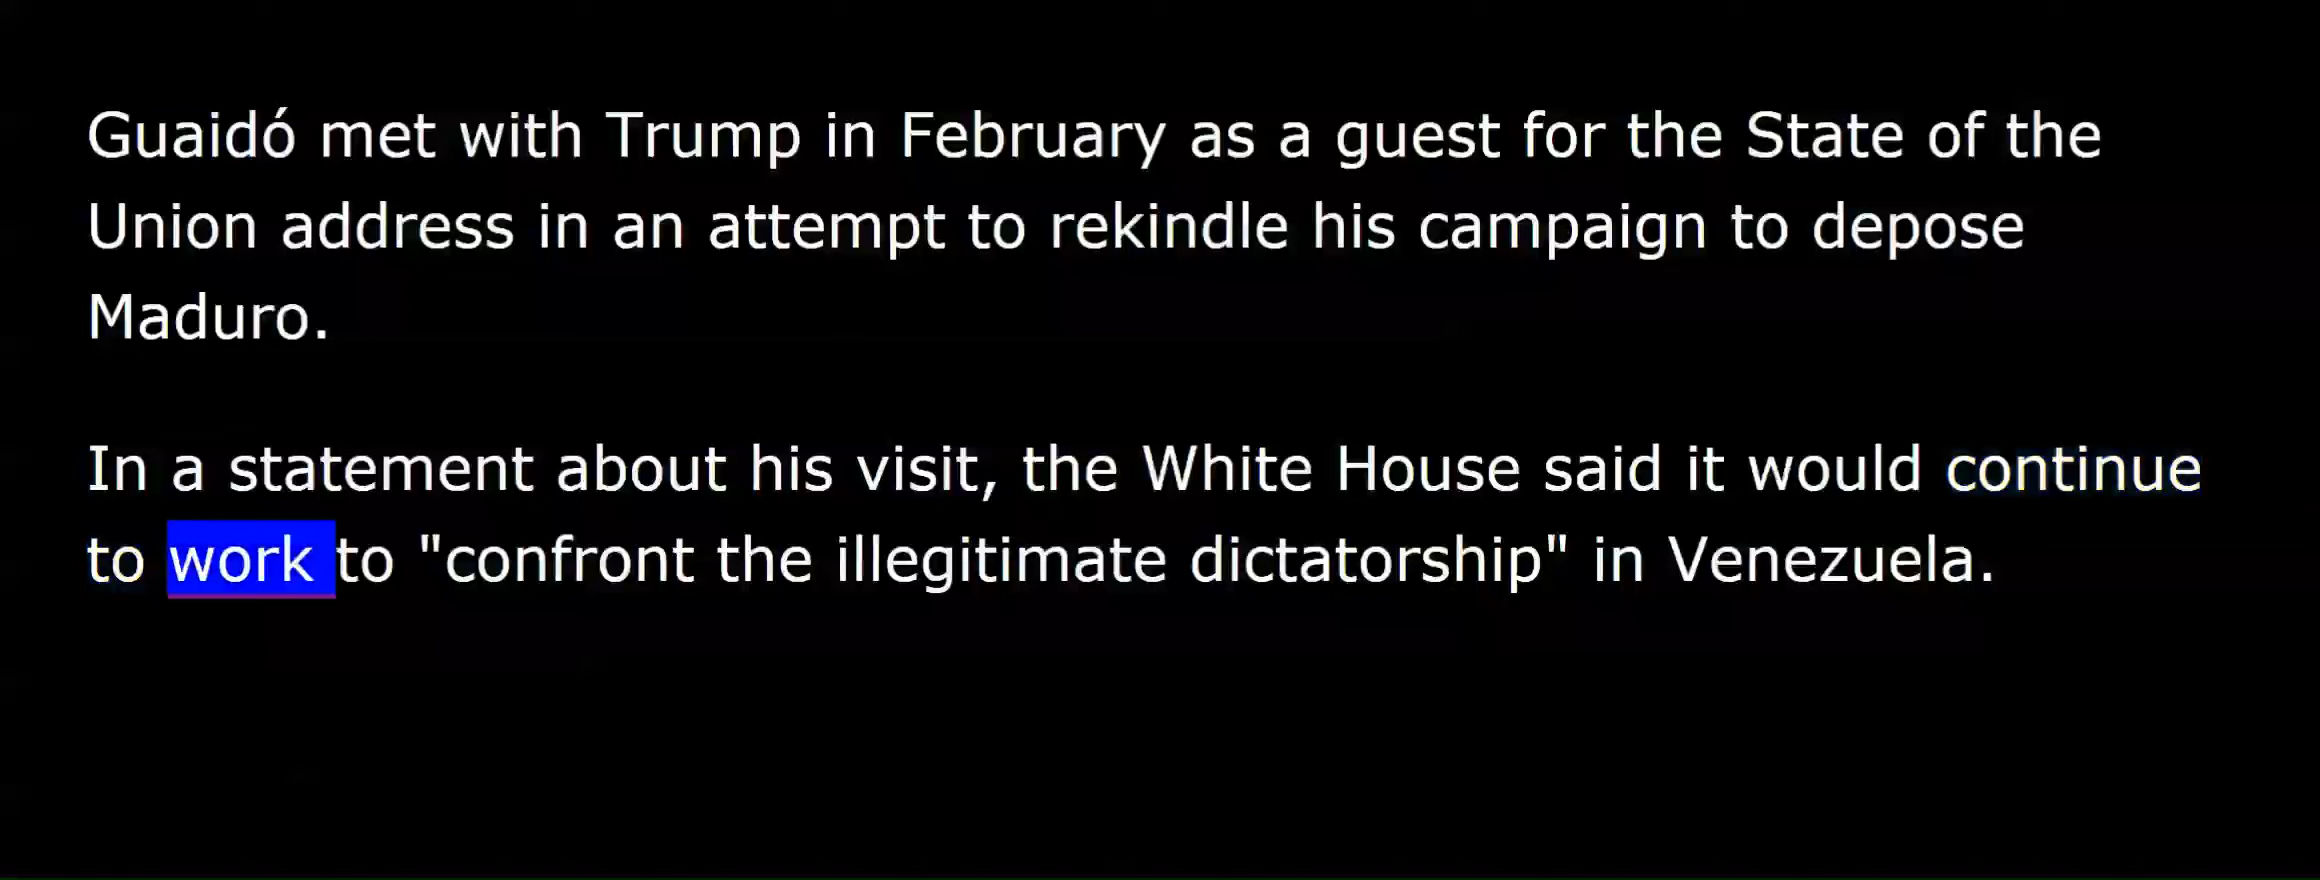 Guaidó met with Trump in February as a guest for the State of the
Union address in an attempt to rekindle his campaign to depose
Maduro.
In a statement about his visit, the White House said it would continue
to work to "confront the illegitimate dictatorship" in Venezuela.